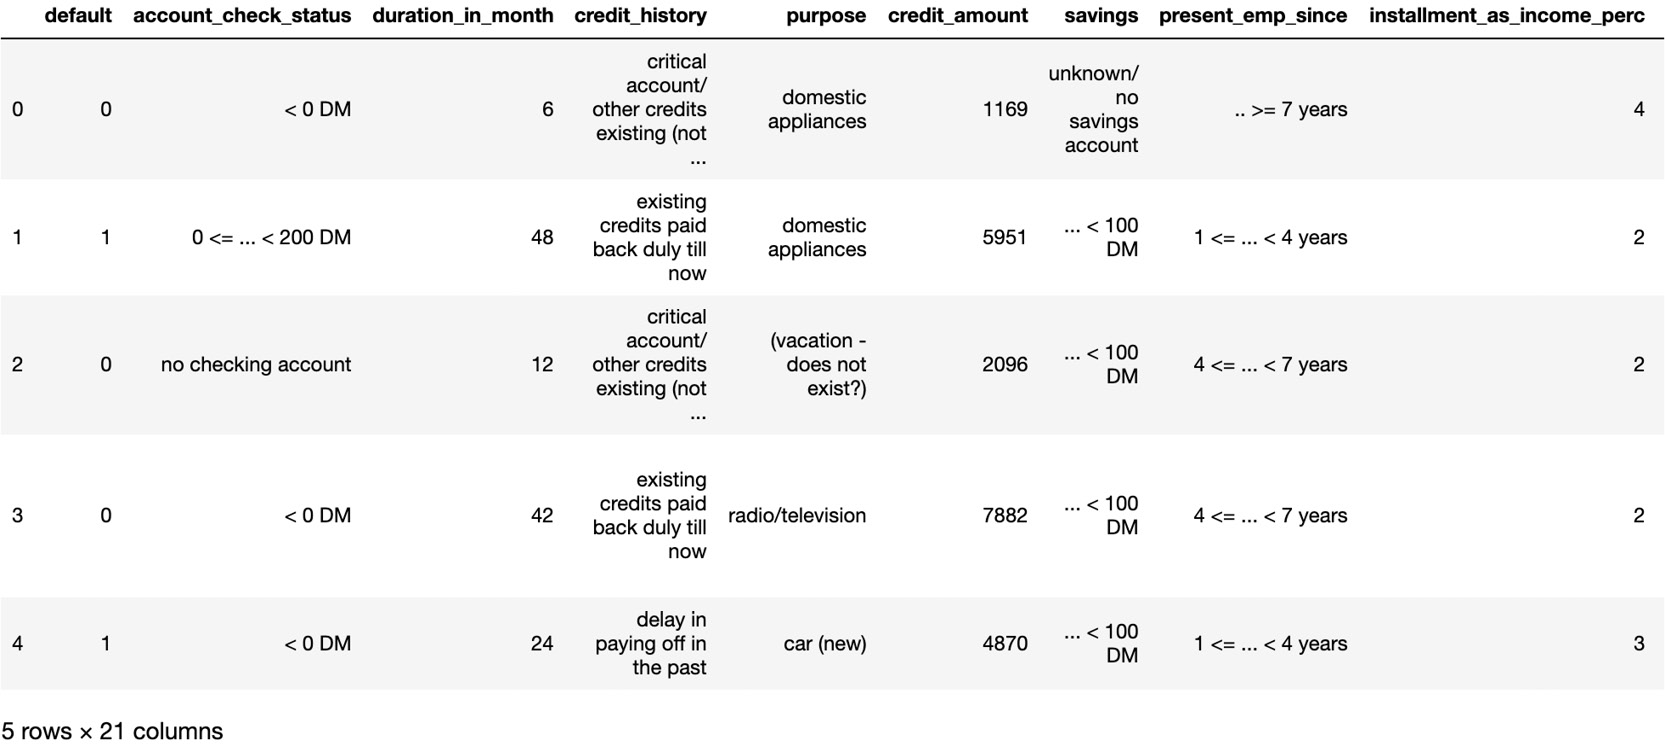 default account_check_status duration_in_month credit_history purpose credit_amount savings present_emp_since installment_as_income_perc
0 0 < 0 DM 6 critical account/ other credits existing (not ... domestic appliances 1169 unknown/ no savings account .. >= 7 years 4
1 1 0 <= ... < 200 DM 48 existing credits paid back duly till now domestic appliances 5951 ... < 100 DM 1 <= ... < 4 years 2
2 0 no checking account 12 critical account/ other credits existing (not ... (vacation - does not exist?) 2096 ... < 100 DM 4 <= ... < 7 years 2
3 0 < 0 DM 42 existing credits paid back duly till now radio/television 7882 ... < 100 DM 4 <= ... < 7 years 2
4 1 < 0 DM 24 delay in paying off in the past car (new) 4870 ... < 100 DM 1 <= ... < 4 years 3
5 rows × 21 columns